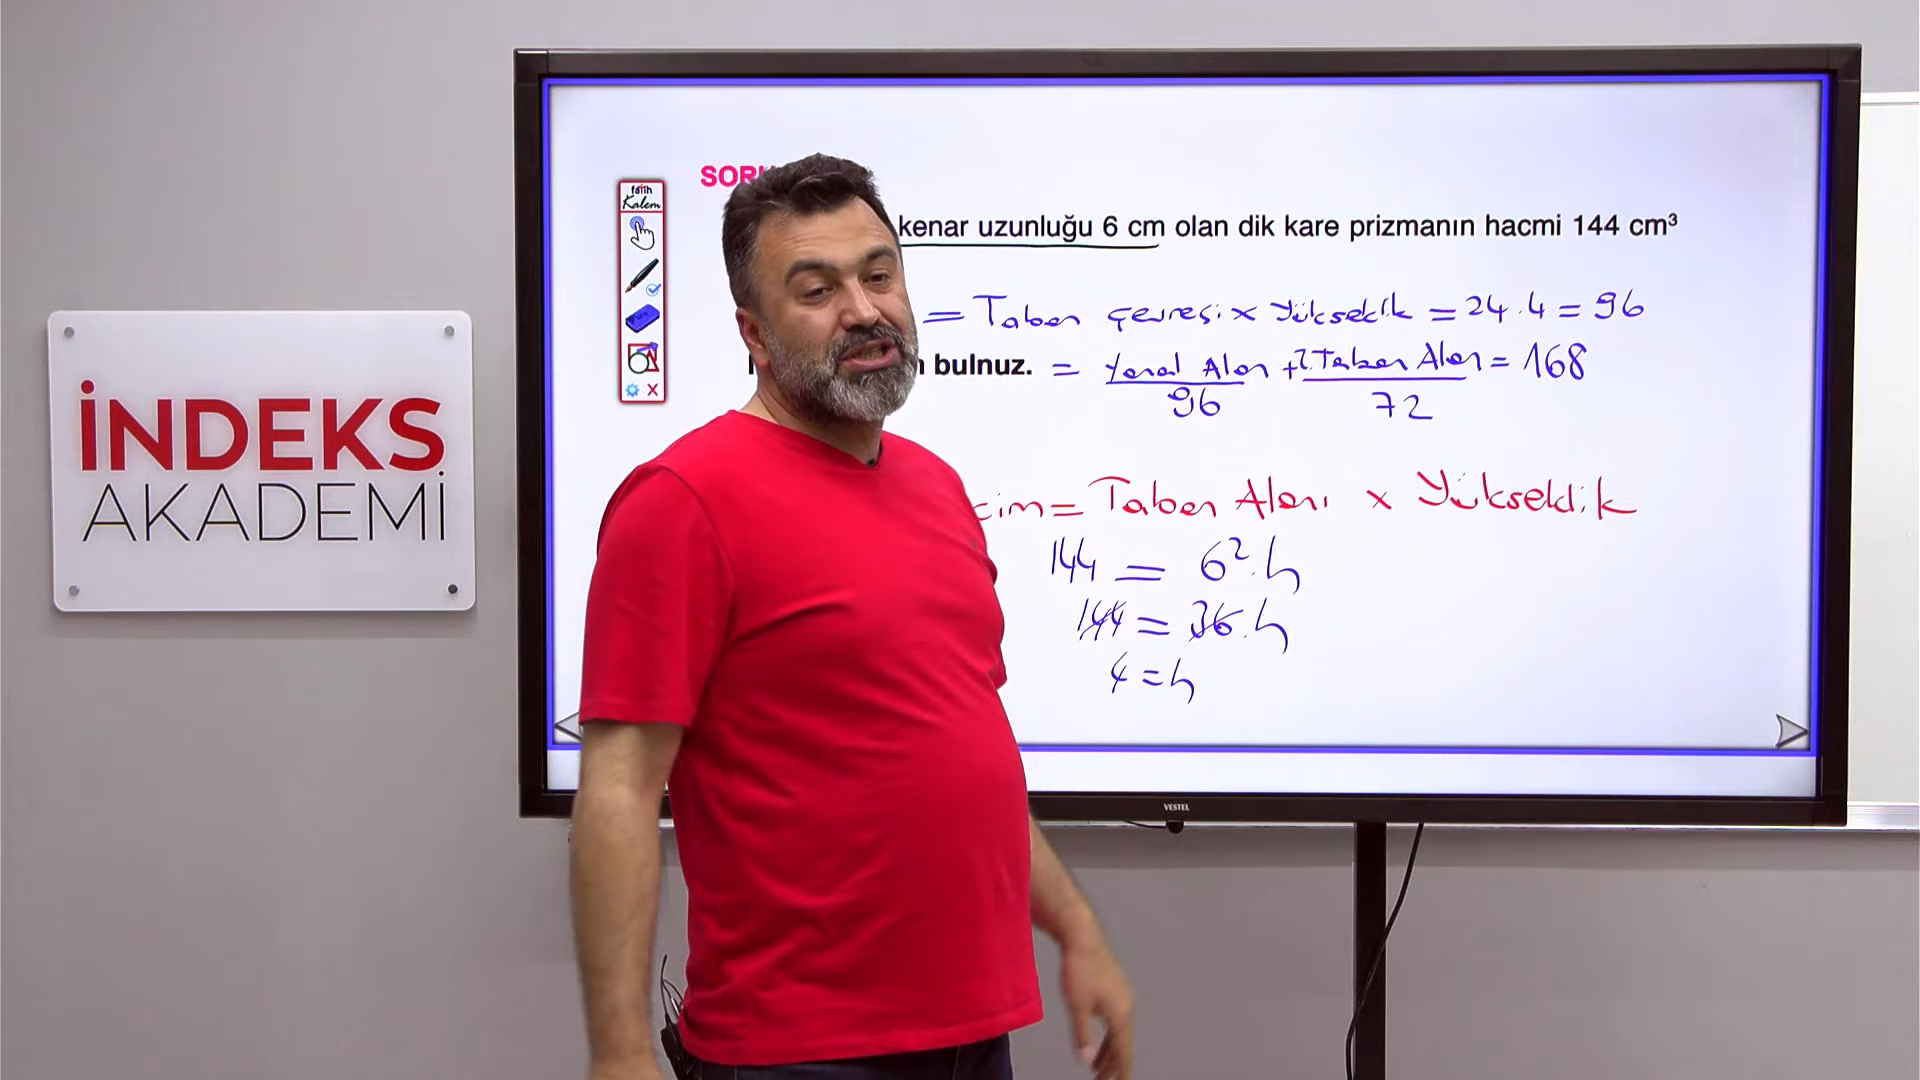 İNDEKS
AKADEMİ
fatih
Kalem
kenar uzunluğu 6 cm olan dik kare prizmanın hacmi 144 cm³
= Taban çevresi x Yükseklik = 24.4 = 96
bulnuz. = Yanal Alan + 2.Taban Alan = 168
96 72
= Taban Alanı x Yükseklik
144 = 6².h
144 = 36.h
4 = h
VESTEL